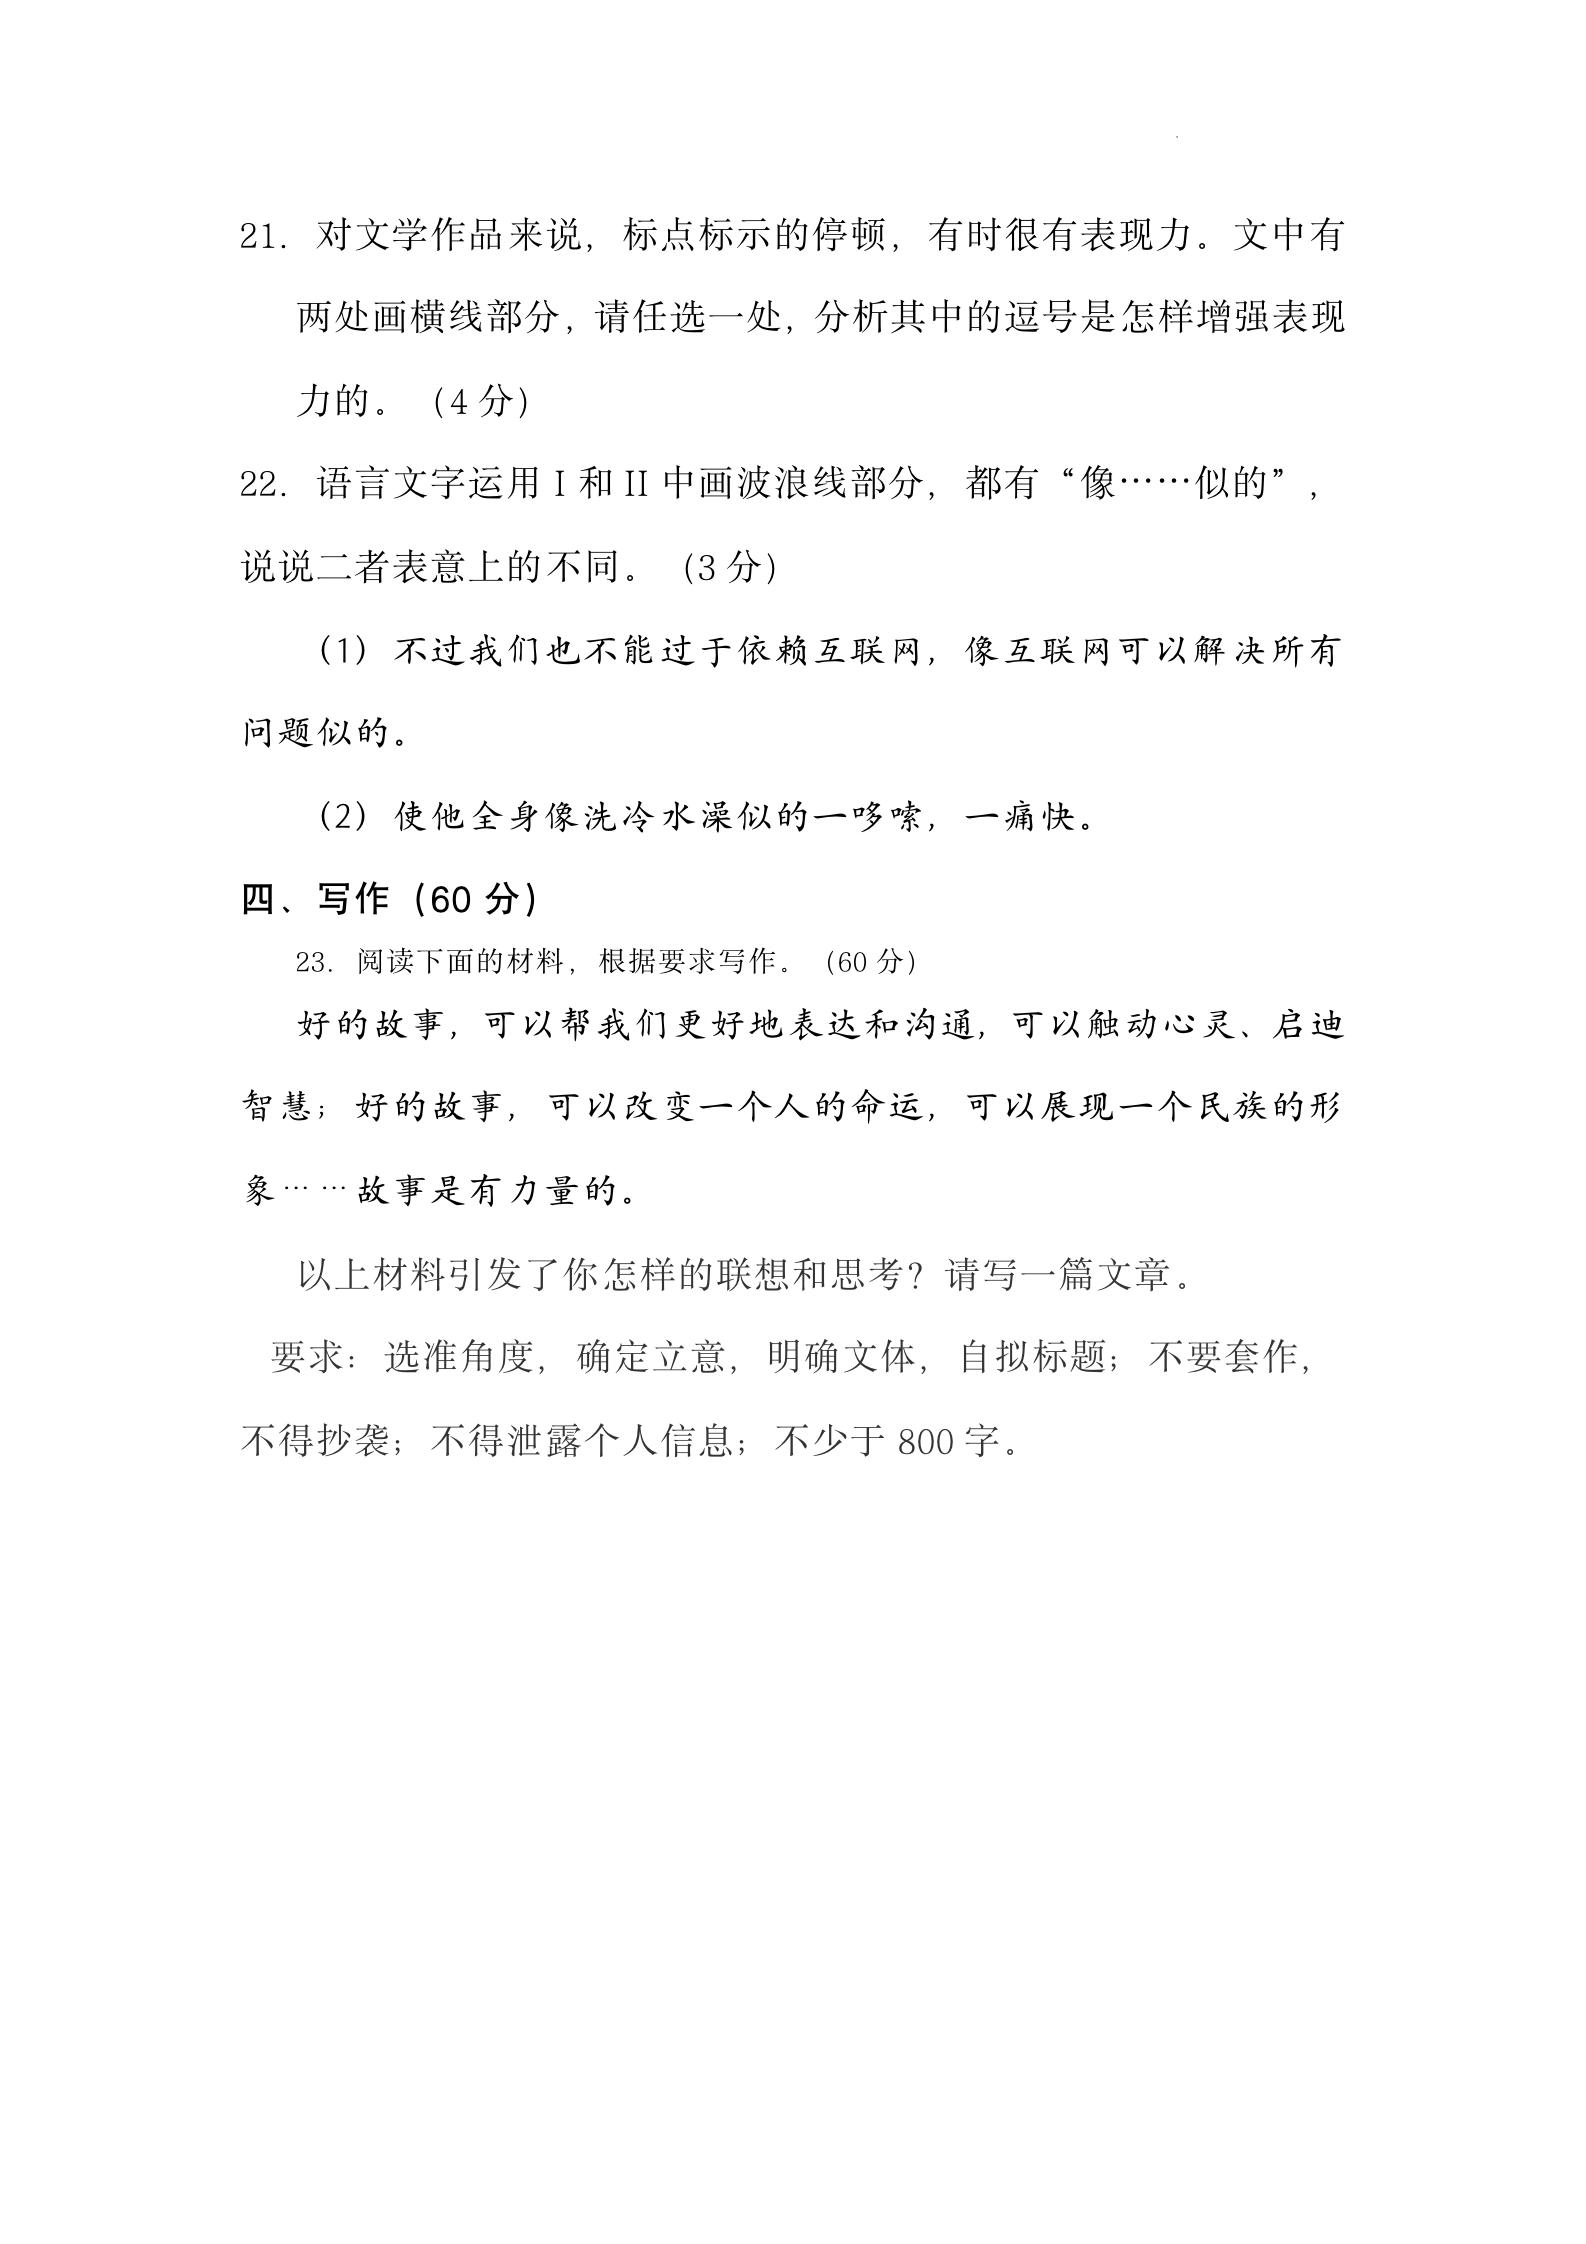 21．对文学作品来说，标点标示的停顿，有时很有表现力。文中有
两处画横线部分，请任选一处，分析其中的逗号是怎样增强表现
力的。（4 分）
22．语言文字运用 I 和 II 中画波浪线部分，都有“像……似的”，
说说二者表意上的不同。（3 分）
（1）不过我们也不能过于依赖互联网，像互联网可以解决所有
问题似的。
（2）使他全身像洗冷水澡似的一哆嗦，一痛快。
四、写作（60 分）
23．阅读下面的材料，根据要求写作。（60 分）
好的故事，可以帮我们更好地表达和沟通，可以触动心灵、启迪
智慧；好的故事，可以改变一个人的命运，可以展现一个民族的形
象……故事是有力量的。
以上材料引发了你怎样的联想和思考？请写一篇文章。
要求：选准角度，确定立意，明确文体，自拟标题；不要套作，
不得抄袭；不得泄露个人信息；不少于 800 字。